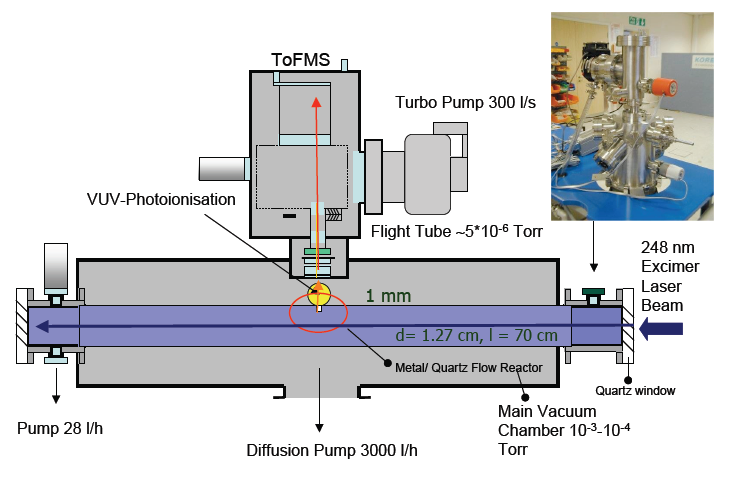 ToFMS
Turbo Pump 300 l/s
VUV-Photoionisation
Flight Tube ~5*10-6 Torr
248 nm
Excimer
Laser
Beam
1 mm
d= 1.27 cm, l = 70 cm
Metal/ Quartz Flow Reactor
Quartz window
Main Vacuum
Chamber 10-3-10-4
Torr
Pump 28 l/h
Diffusion Pump 3000 l/h